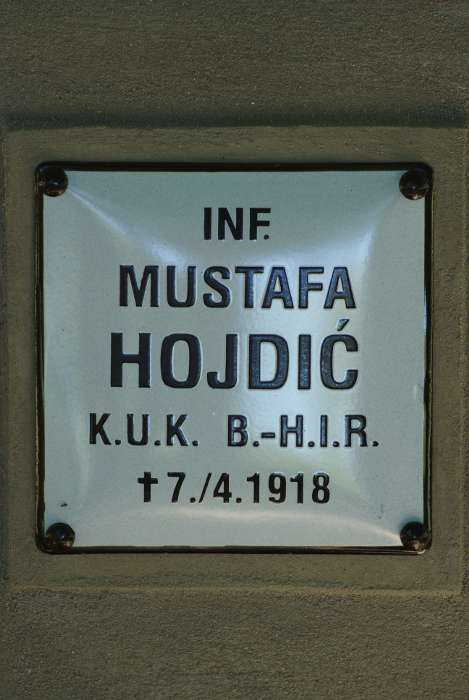 INF.
MUSTAFA
HOJDIĆ
K.U.K. B.-H.I.R.
†7./4.1918